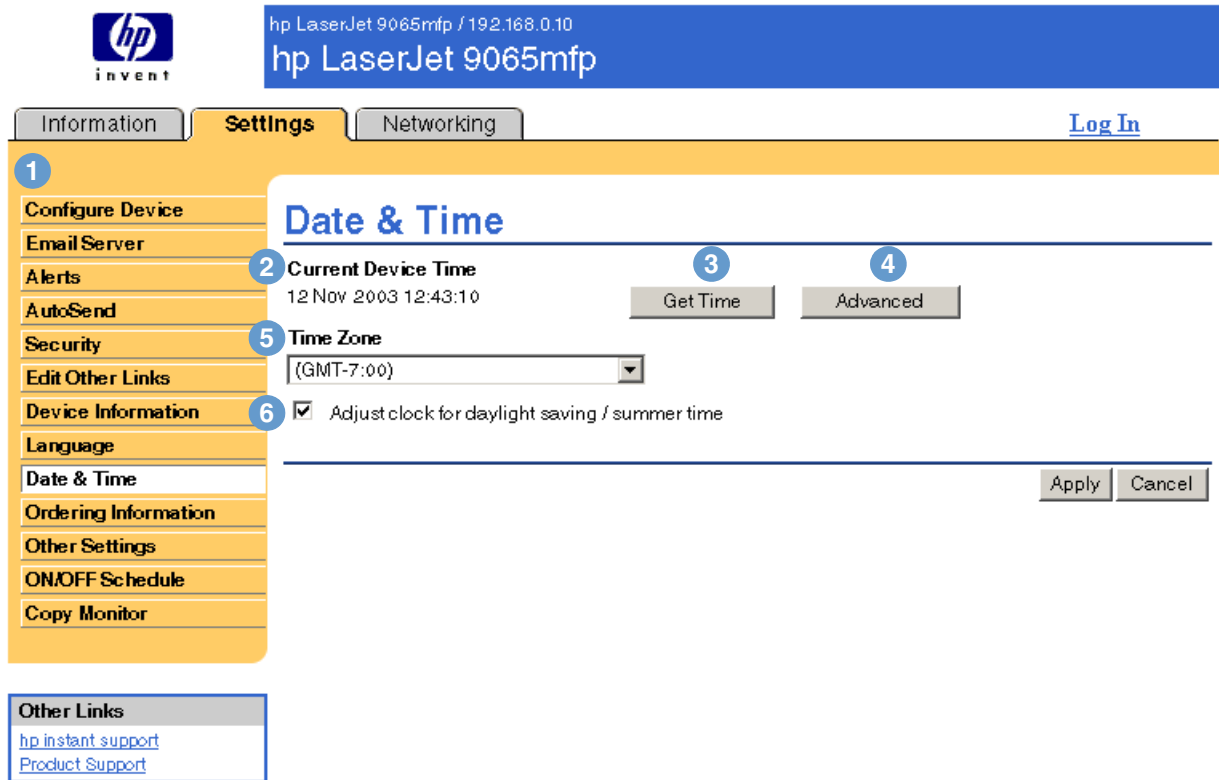 hp
invent
hp LaserJet 9065mfp / 192.168.0.10
hp LaserJet 9065mfp
Information
Settings
Networking
Log In
1
Configure Device
Email Server
Alerts
AutoSend
Security
Edit Other Links
Device Information
Language
Date & Time
Ordering Information
Other Settings
ON/OFF Schedule
Copy Monitor
Other Links
hp instant support
Product Support
Date & Time
2 Current Device Time
12 Nov 2003 12:43:10
3
Get Time
4
Advanced
5 Time Zone
(GMT-7:00)
6 Adjust clock for daylight saving / summer time
Apply Cancel